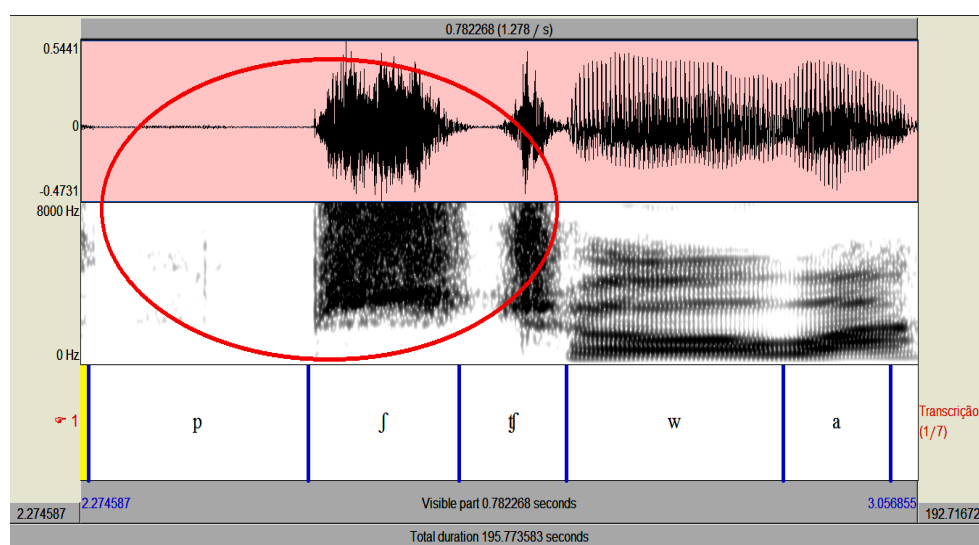 0.782268 (1.278 / s)
0.5441
0
-0.4731
8000 Hz
0 Hz
☞ 1
p ʃ ʧ w a
Transcrição
(1/7)
2.274587 Visible part 0.782268 seconds 3.056855
2.274587 192.71672
Total duration 195.773583 seconds